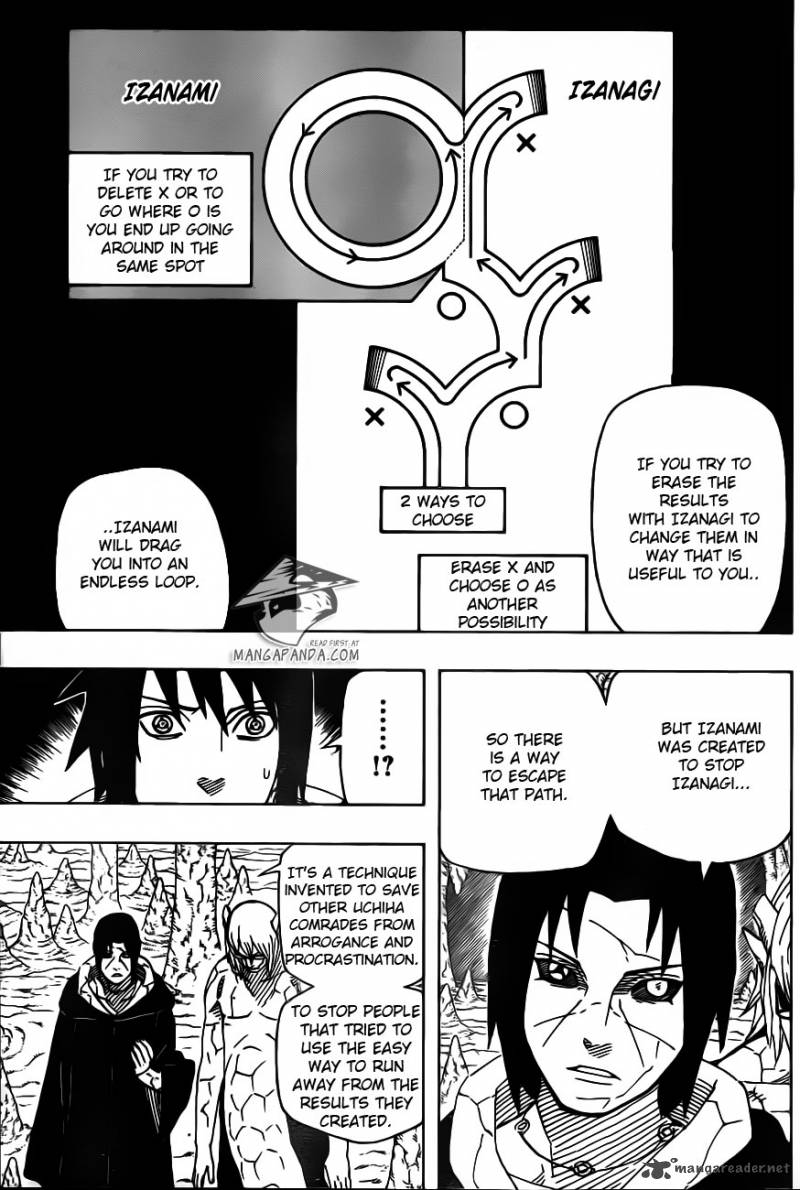 IZANAGI
IZANAMI
IF YOU TRY TO
DELETE X OR TO
GO WHERE O IS
YOU END UP GOING
AROUND IN THE
SAME SPOT
X
O
X
X
O
2 WAYS TO
CHOOSE
ERASE X AND
CHOOSE O AS
ANOTHER
POSSIBILITY
IF YOU TRY TO
ERASE THE
RESULTS
WITH IZANAGI TO
CHANGE THEM IN
WAY THAT IS
USEFUL TO YOU..
..IZANAMI
WILL DRAG
YOU INTO AN
ENDLESS LOOP.
READ FIRST AT
MANGAPANDA.COM
BUT IZANAMI
WAS CREATED
TO STOP
IZANAGI...
SO THERE
IS A WAY
TO ESCAPE
THAT PATH.
......!?
IT'S A TECHNIQUE
INVENTED TO SAVE
OTHER UCHIHA
COMRADES FROM
ARROGANCE AND
PROCRASTINATION.
TO STOP PEOPLE
THAT TRIED TO
USE THE EASY
WAY TO RUN
AWAY FROM THE
RESULTS THEY
CREATED.
mangareader.net